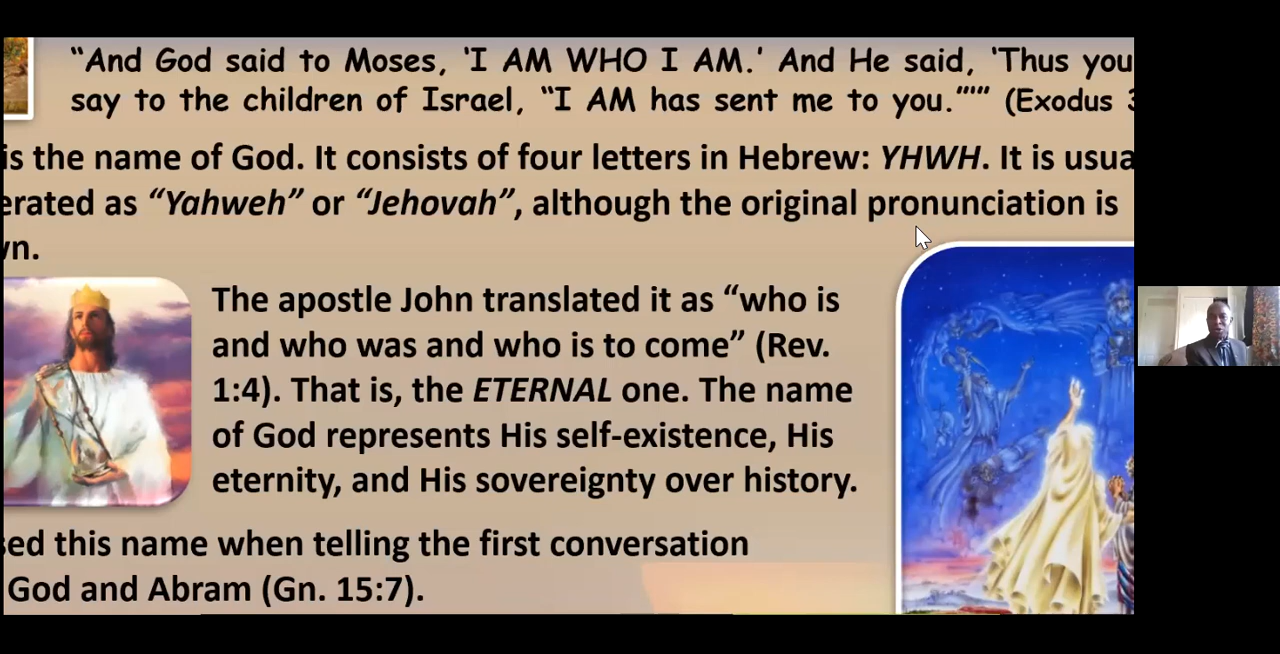 “And God said to Moses, ‘I AM WHO I AM.’ And He said, ‘Thus you
say to the children of Israel, “I AM has sent me to you.”’” (Exodus 3
is the name of God. It consists of four letters in Hebrew: YHWH. It is usua
erated as “Yahweh” or “Jehovah”, although the original pronunciation is
wn.
The apostle John translated it as “who is
and who was and who is to come” (Rev.
1:4). That is, the ETERNAL one. The name
of God represents His self-existence, His
eternity, and His sovereignty over history.
sed this name when telling the first conversation
God and Abram (Gn. 15:7).